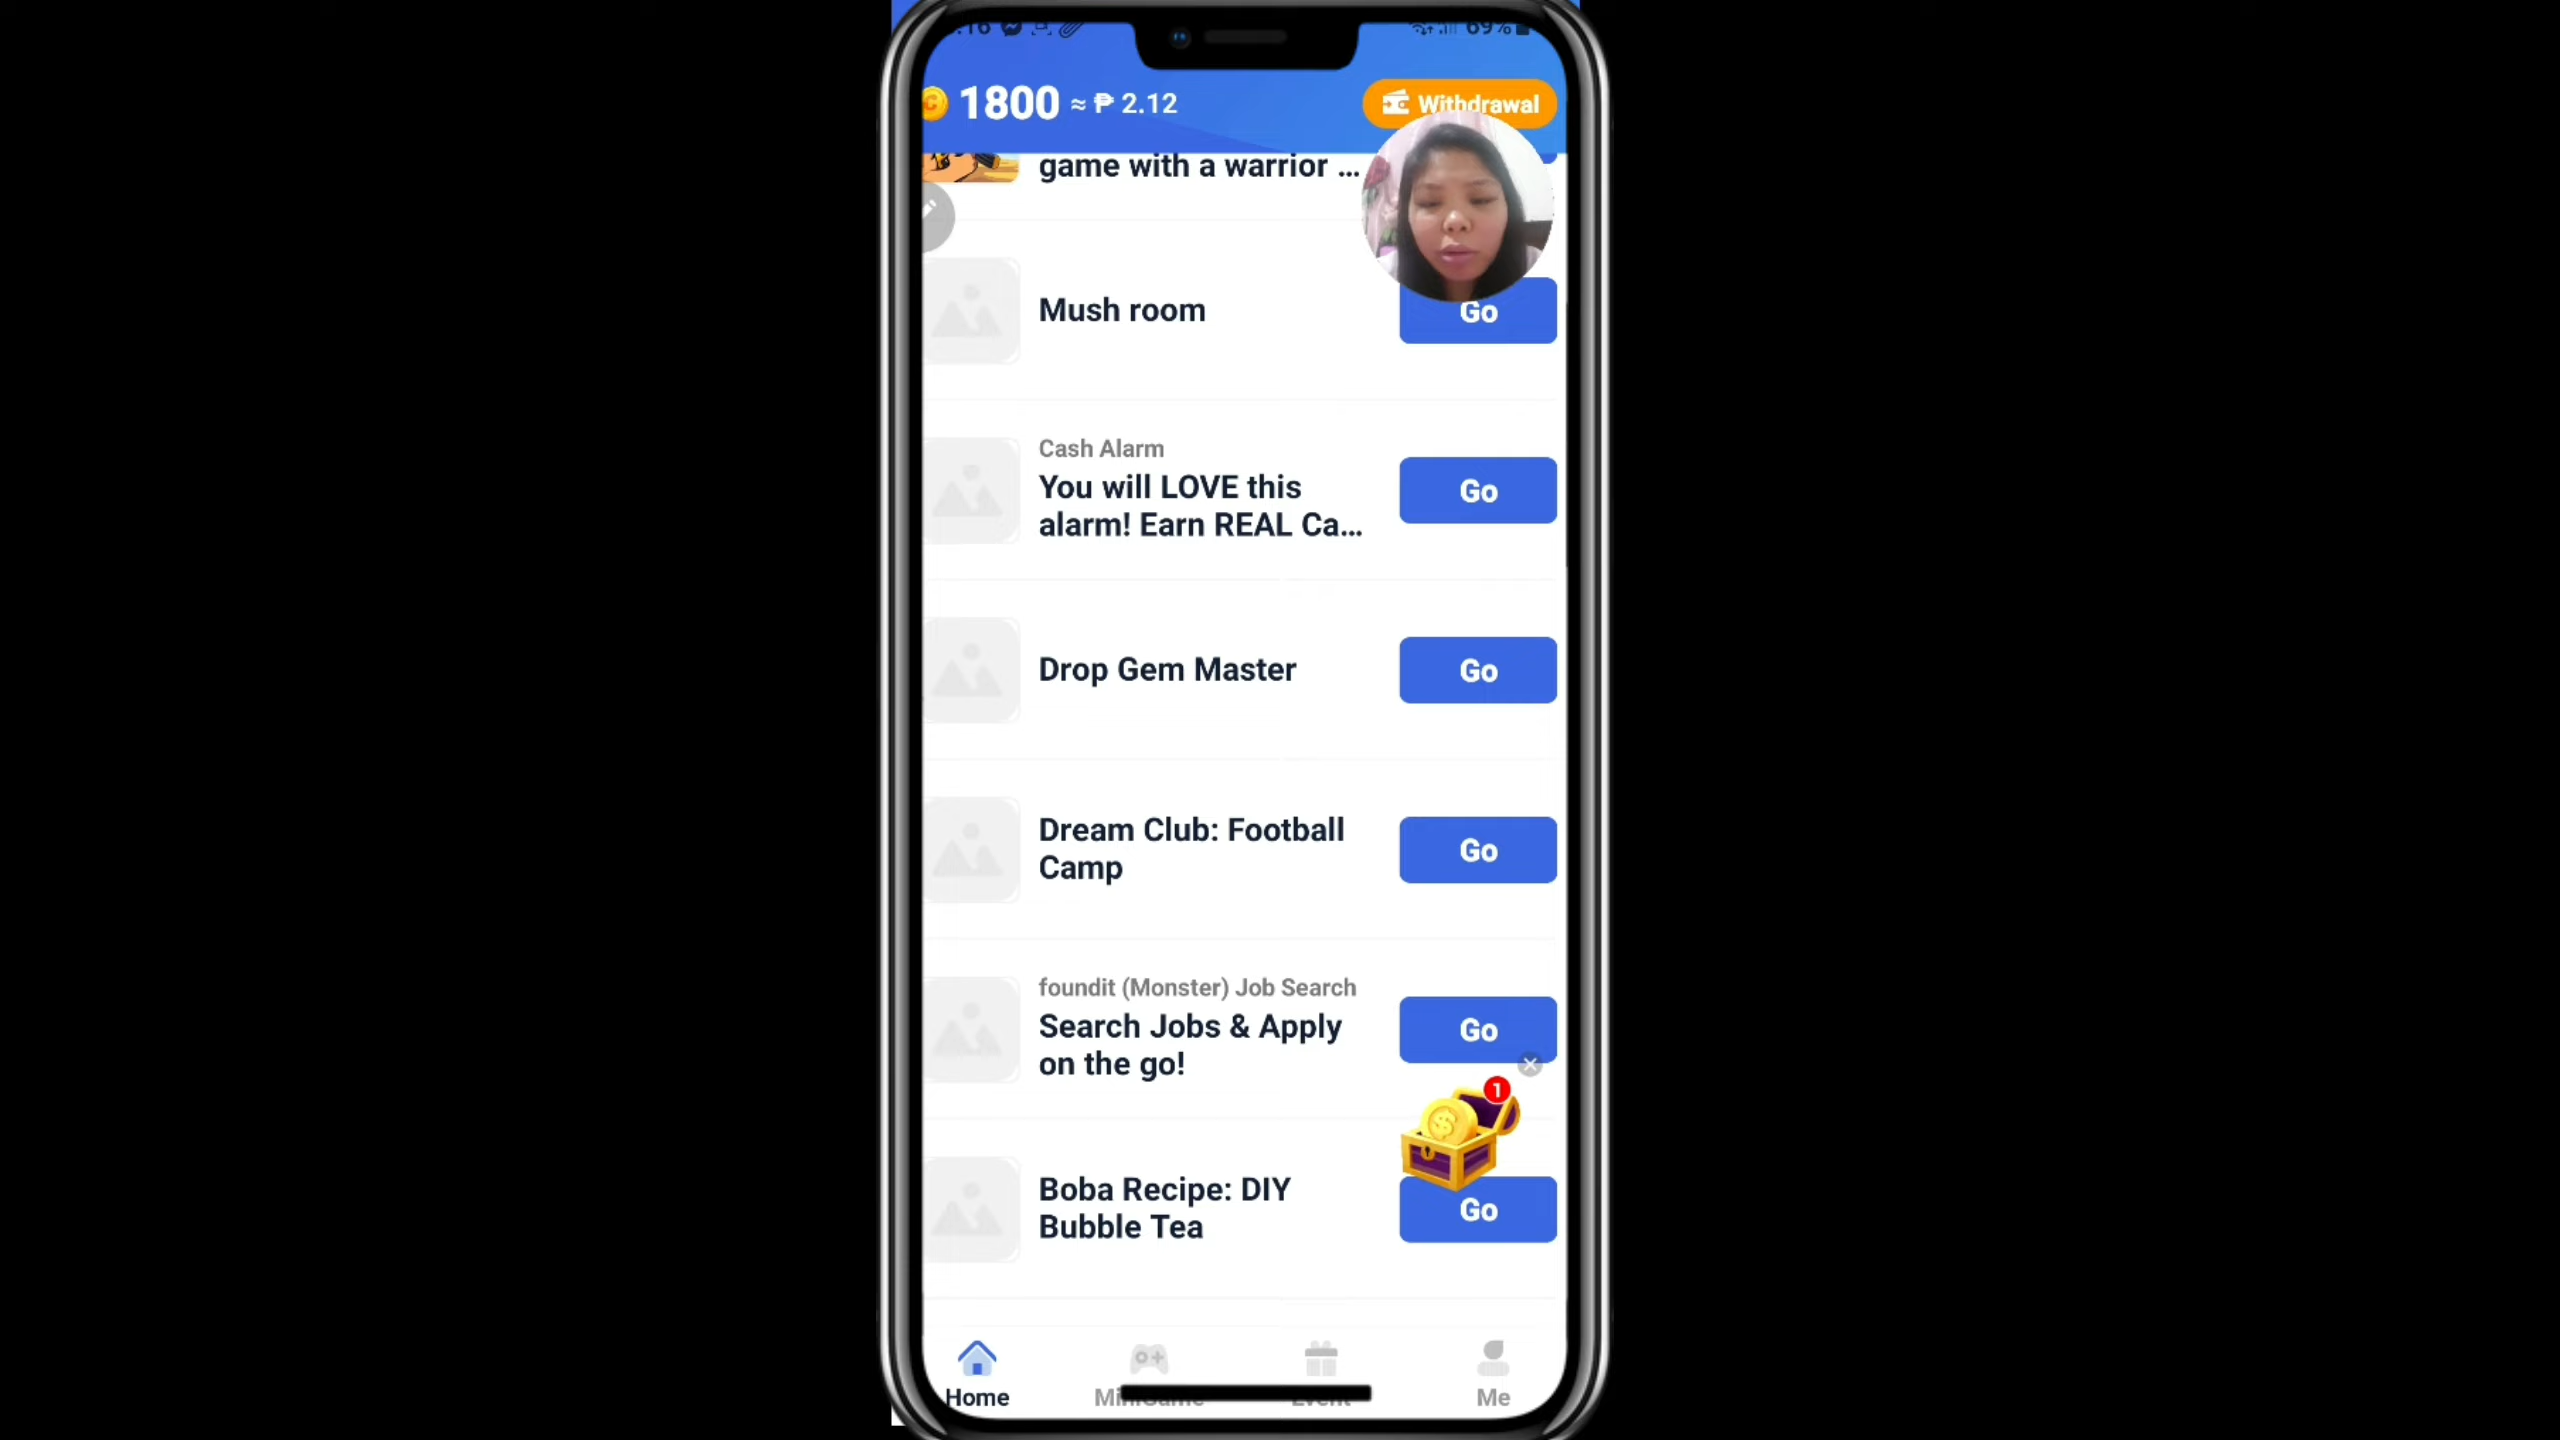 69%
1800 ≈ ₱ 2.12
Withdrawal
game with a warrior ...
Mush room
Go
Cash Alarm
You will LOVE this
alarm! Earn REAL Ca...
Go
Drop Gem Master
Go
Dream Club: Football
Camp
Go
foundit (Monster) Job Search
Search Jobs & Apply
on the go!
Go
1
Boba Recipe: DIY
Bubble Tea
Go
Home
Me